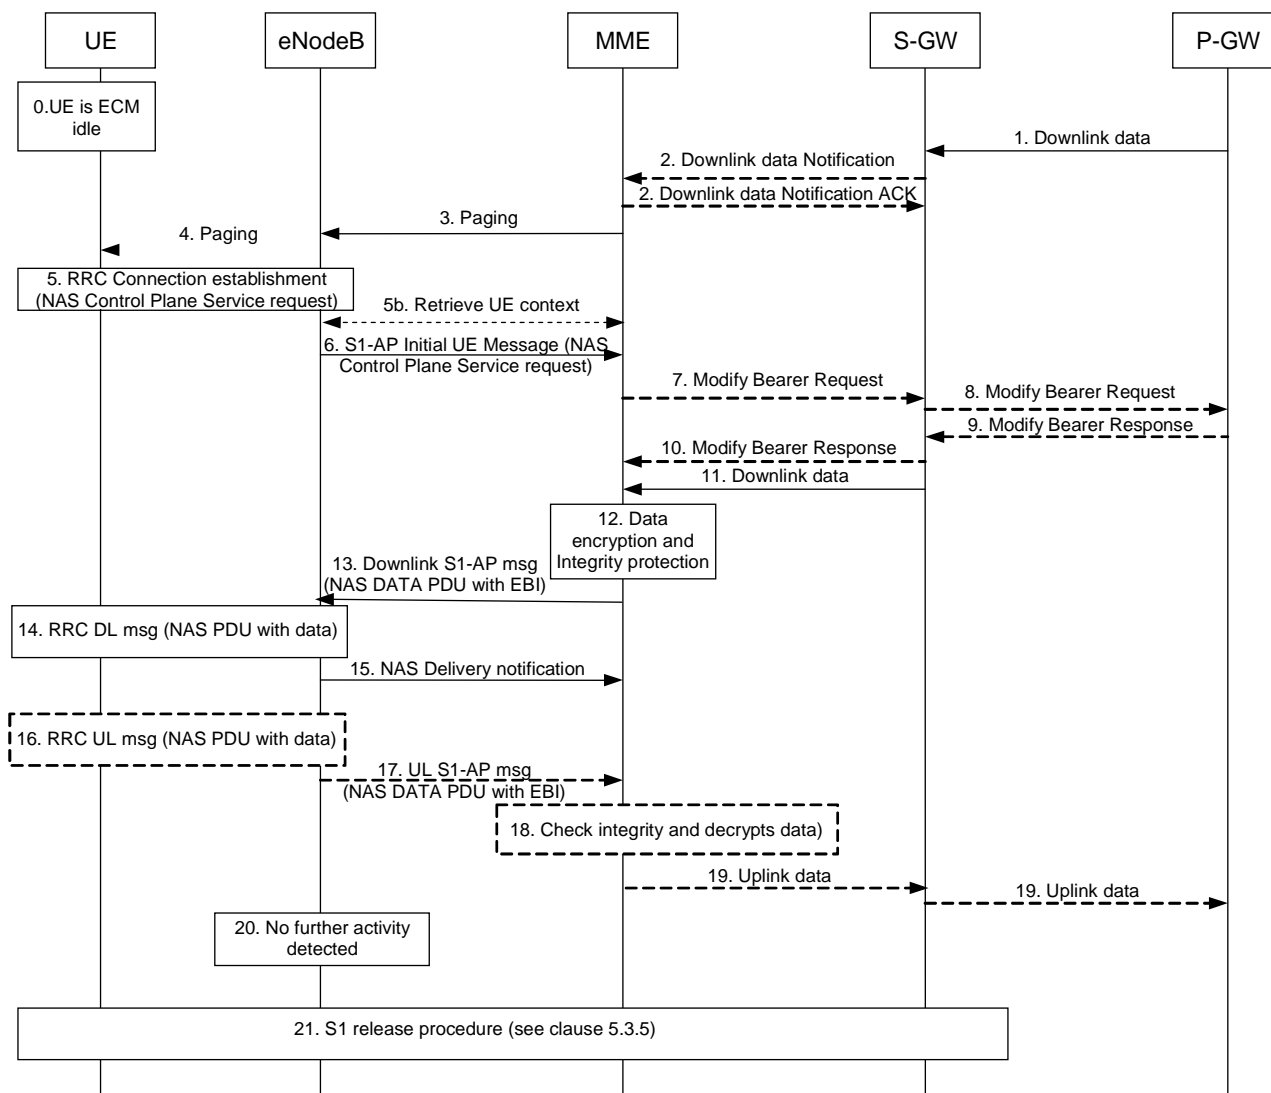 UE
eNodeB
MME
S-GW
P-GW
0.UE is ECM
idle
1. Downlink data
2. Downlink data Notification
2. Downlink data Notification ACK
3. Paging
4. Paging
5. RRC Connection establishment
(NAS Control Plane Service request)
5b. Retrieve UE context
6. S1-AP Initial UE Message (NAS
Control Plane Service request)
7. Modify Bearer Request
8. Modify Bearer Request
9. Modify Bearer Response
10. Modify Bearer Response
11. Downlink data
12. Data
encryption and
Integrity protection
13. Downlink S1-AP msg
(NAS DATA PDU with EBI)
14. RRC DL msg (NAS PDU with data)
15. NAS Delivery notification
16. RRC UL msg (NAS PDU with data)
17. UL S1-AP msg
(NAS DATA PDU with EBI)
18. Check integrity and decrypts data)
19. Uplink data
19. Uplink data
20. No further activity
detected
21. S1 release procedure (see clause 5.3.5)